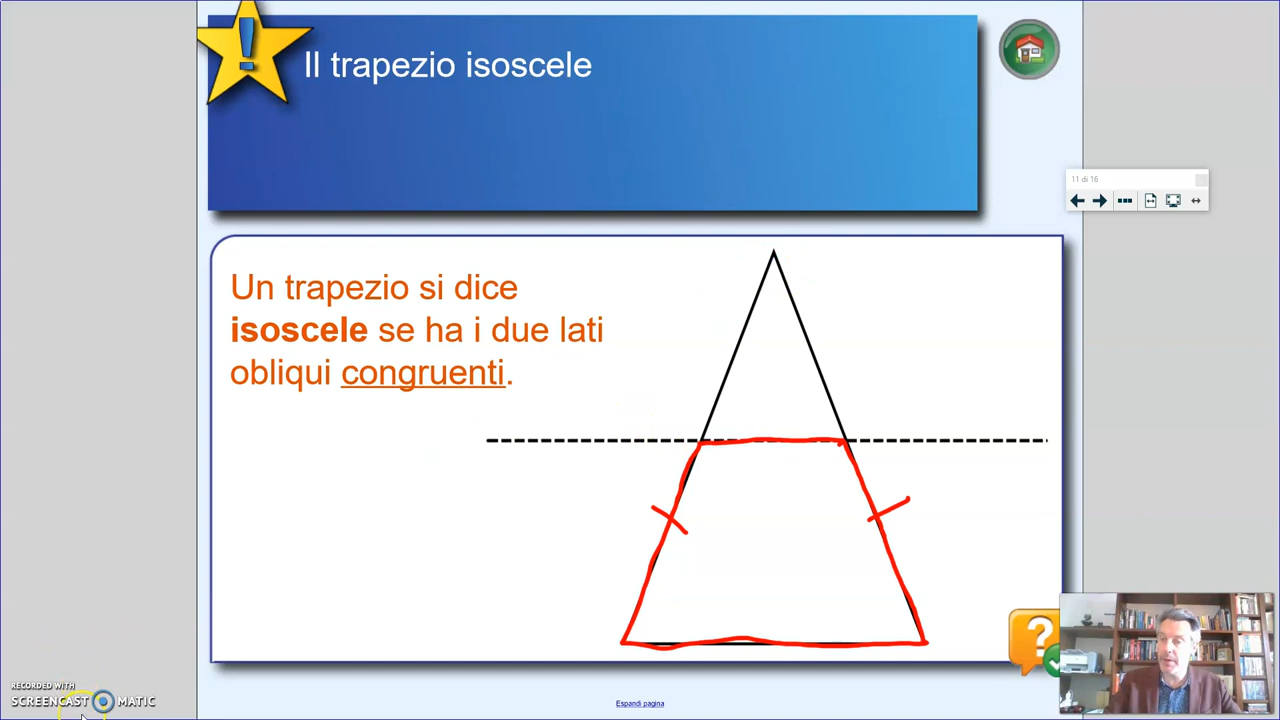 Il trapezio isoscele
11 di 16
Un trapezio si dice
isoscele se ha i due lati
obliqui congruenti.
RECORDED WITH
SCREENCAST MATIC
Espandi pagina